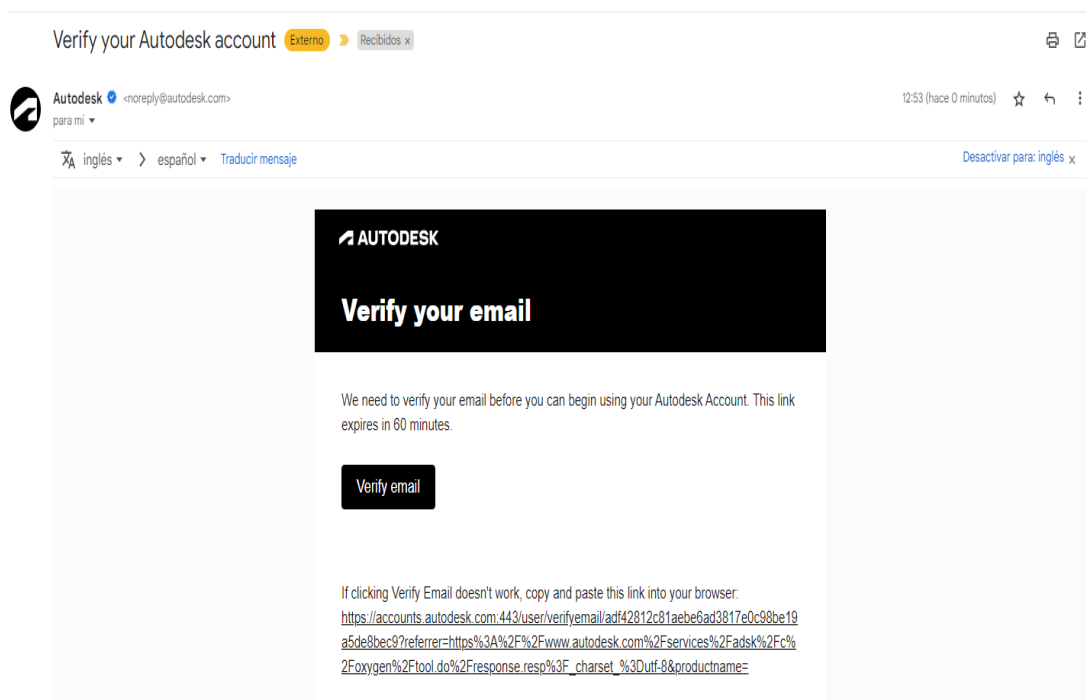 Verify your Autodesk account Externo Recibidos x
Autodesk <noreply@autodesk.com> 12:53 (hace 0 minutos)
para mí
inglés español Traducir mensaje Desactivar para: inglés x
AUTODESK
Verify your email
We need to verify your email before you can begin using your Autodesk Account. This link
expires in 60 minutes.
Verify email
If clicking Verify Email doesn't work, copy and paste this link into your browser:
https://accounts.autodesk.com:443/user/verifyemail/adf42812c81aebe6ad3817e0c98be19
a5de8bec9?referrer=https%3A%2F%2Fwww.autodesk.com%2Fservices%2Fadsk%2Fc%
2Foxygen%2Ftool.do%2Fresponse.resp%3F_charset_%3Dutf-8&productname=